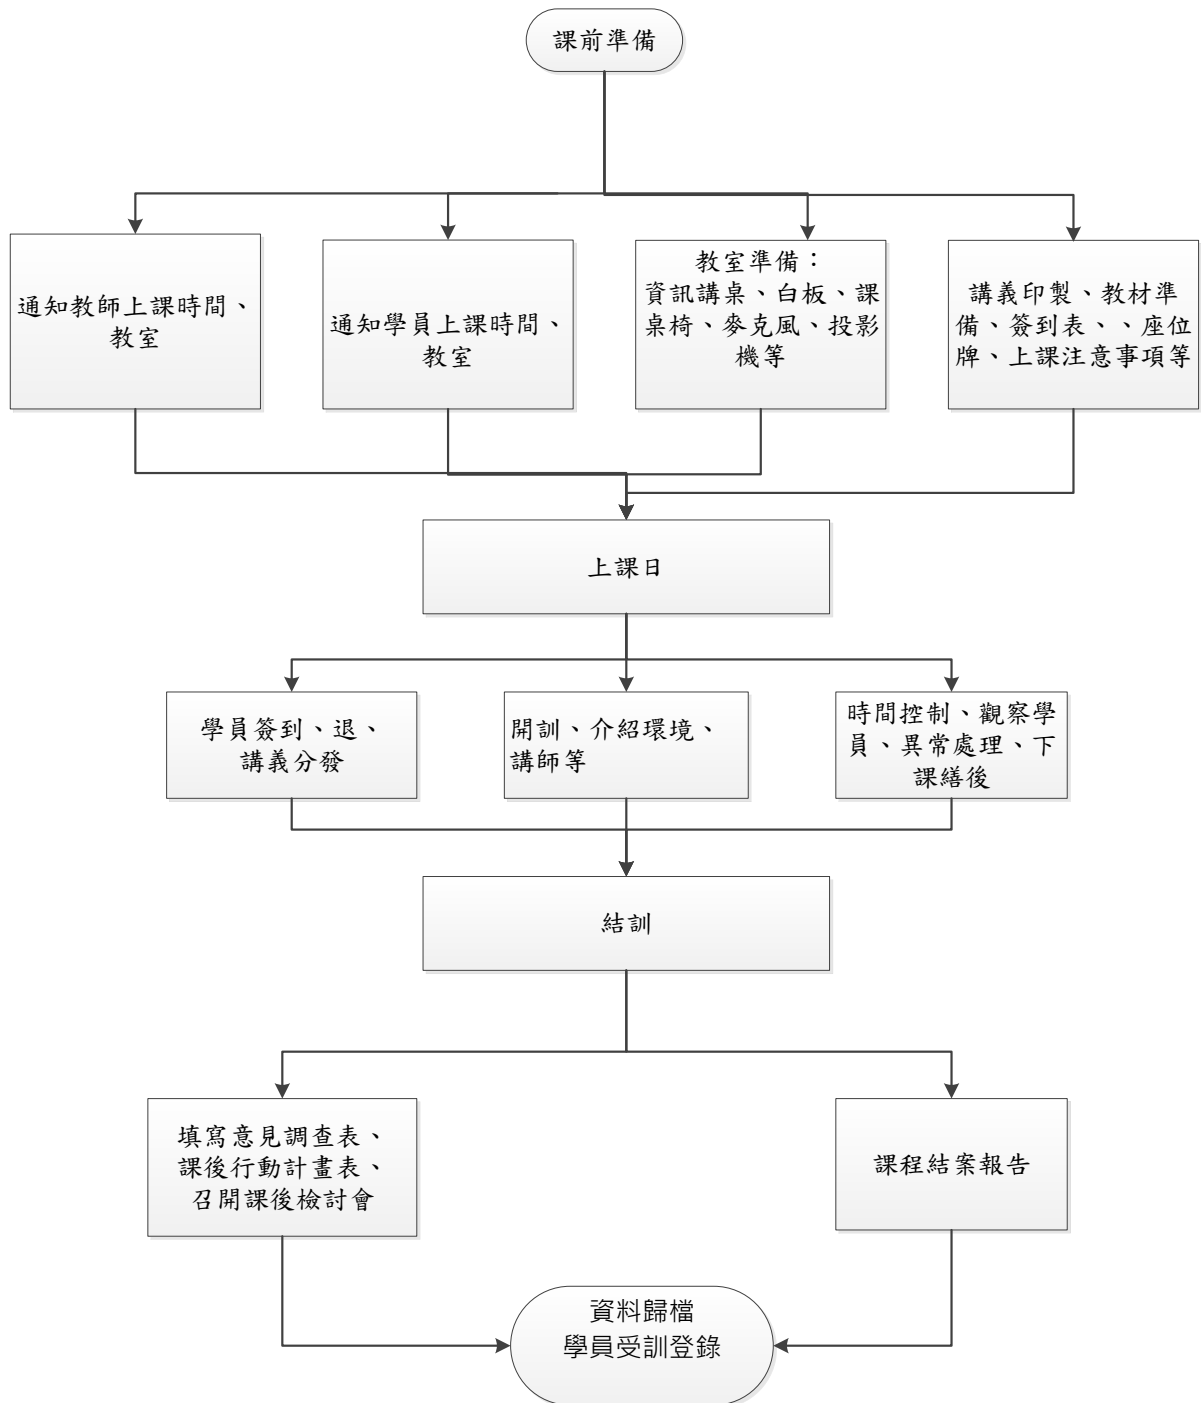 課前準備
通知教師上課時間、
教室
通知學員上課時間、
教室
教室準備：
資訊講桌、白板、課
桌椅、麥克風、投影
機等
講義印製、教材準
備、簽到表、、座位
牌、上課注意事項等
上課日
學員簽到、退、
講義分發
開訓、介紹環境、
講師等
時間控制、觀察學
員、異常處理、下
課繕後
結訓
填寫意見調查表、
課後行動計畫表、
召開課後檢討會
課程結案報告
資料歸檔
學員受訓登錄